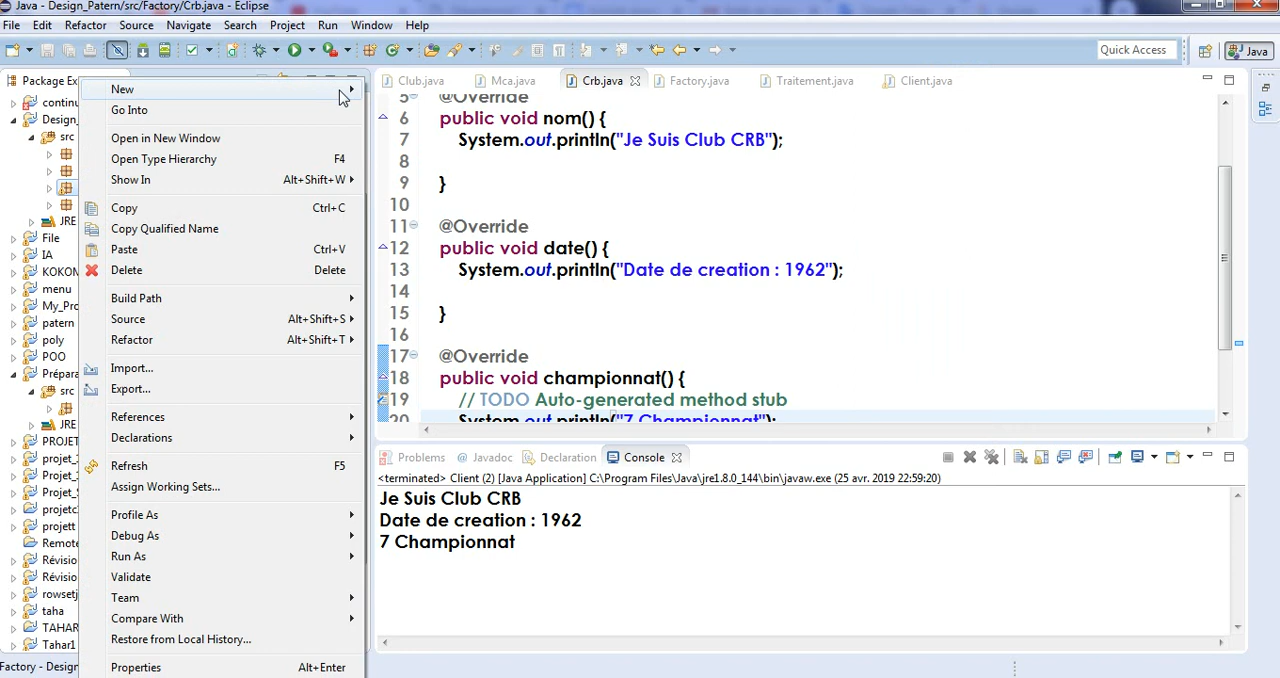 Java - Design_Patern/src/Factory/Crb.java - Eclipse
File Edit Refactor Source Navigate Search Project Run Window Help
Quick Access
Java
Package Ex
Club.java Mca.java Crb.java Factory.java Traitement.java Client.java
continu
Design_
src
JRE
File
IA
KOKOM
menu
My_Pro
patern
poly
POO
Prépara
src
JRE
PROJET
projet_
Projet_
Projet_S
projetc
projett
Remote
Révisio
Révisio
rowsetj
taha
TAHAR
Tahar1
Factory - Design
New
Go Into
Open in New Window
Open Type Hierarchy F4
Show In Alt+Shift+W
Copy Ctrl+C
Copy Qualified Name
Paste Ctrl+V
Delete Delete
Build Path
Source Alt+Shift+S
Refactor Alt+Shift+T
Import...
Export...
References
Declarations
Refresh F5
Assign Working Sets...
Profile As
Debug As
Run As
Validate
Team
Compare With
Restore from Local History...
Properties Alt+Enter
5 @Override
6 public void nom() {
7 System.out.println("Je Suis Club CRB");
8
9 }
10
11 @Override
12 public void date() {
13 System.out.println("Date de creation : 1962");
14
15 }
16
17 @Override
18 public void championnat() {
19 // TODO Auto-generated method stub
20 System.out.println("7 Championnat");
Problems Javadoc Declaration Console
<terminated> Client (2) [Java Application] C:\Program Files\Java\jre1.8.0_144\bin\javaw.exe (25 avr. 2019 22:59:20)
Je Suis Club CRB
Date de creation : 1962
7 Championnat